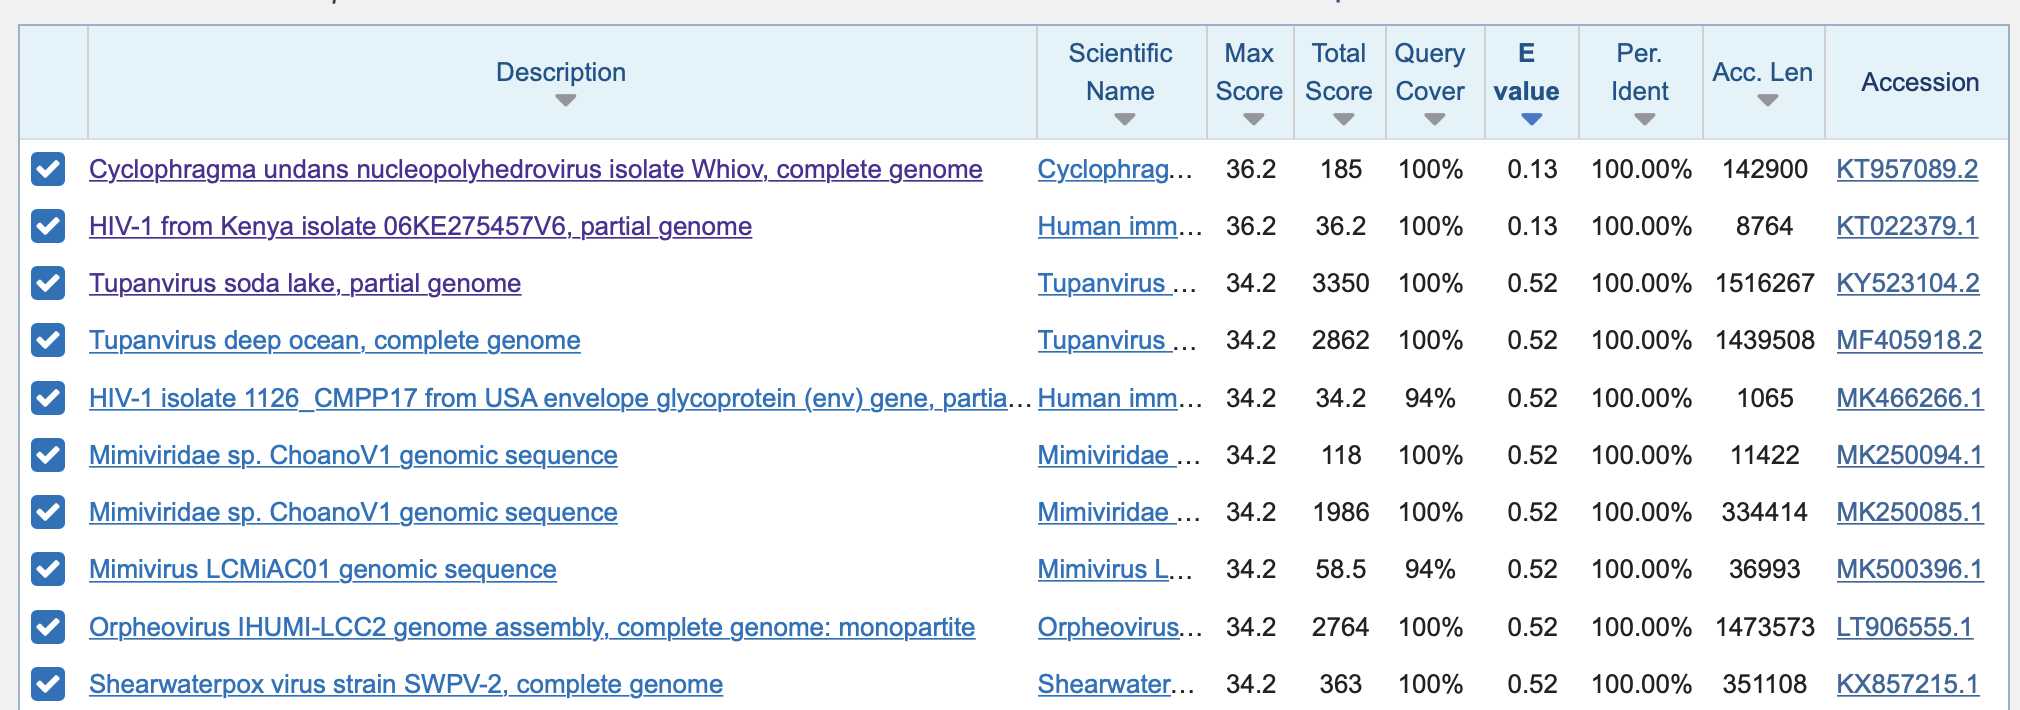 Description Scientific Name Max Score Total Score Query Cover E value Per. Ident Acc. Len Accession
Cyclophragma undans nucleopolyhedrovirus isolate Whiov, complete genome Cyclophrag... 36.2 185 100% 0.13 100.00% 142900 KT957089.2
HIV-1 from Kenya isolate 06KE275457V6, partial genome Human imm... 36.2 36.2 100% 0.13 100.00% 8764 KT022379.1
Tupanvirus soda lake, partial genome Tupanvirus ... 34.2 3350 100% 0.52 100.00% 1516267 KY523104.2
Tupanvirus deep ocean, complete genome Tupanvirus ... 34.2 2862 100% 0.52 100.00% 1439508 MF405918.2
HIV-1 isolate 1126_CMPP17 from USA envelope glycoprotein (env) gene, partia... Human imm... 34.2 34.2 94% 0.52 100.00% 1065 MK466266.1
Mimiviridae sp. ChoanoV1 genomic sequence Mimiviridae ... 34.2 118 100% 0.52 100.00% 11422 MK250094.1
Mimiviridae sp. ChoanoV1 genomic sequence Mimiviridae ... 34.2 1986 100% 0.52 100.00% 334414 MK250085.1
Mimivirus LCMiAC01 genomic sequence Mimivirus L... 34.2 58.5 94% 0.52 100.00% 36993 MK500396.1
Orpheovirus IHUMI-LCC2 genome assembly, complete genome: monopartite Orpheovirus... 34.2 2764 100% 0.52 100.00% 1473573 LT906555.1
Shearwaterpox virus strain SWPV-2, complete genome Shearwater... 34.2 363 100% 0.52 100.00% 351108 KX857215.1